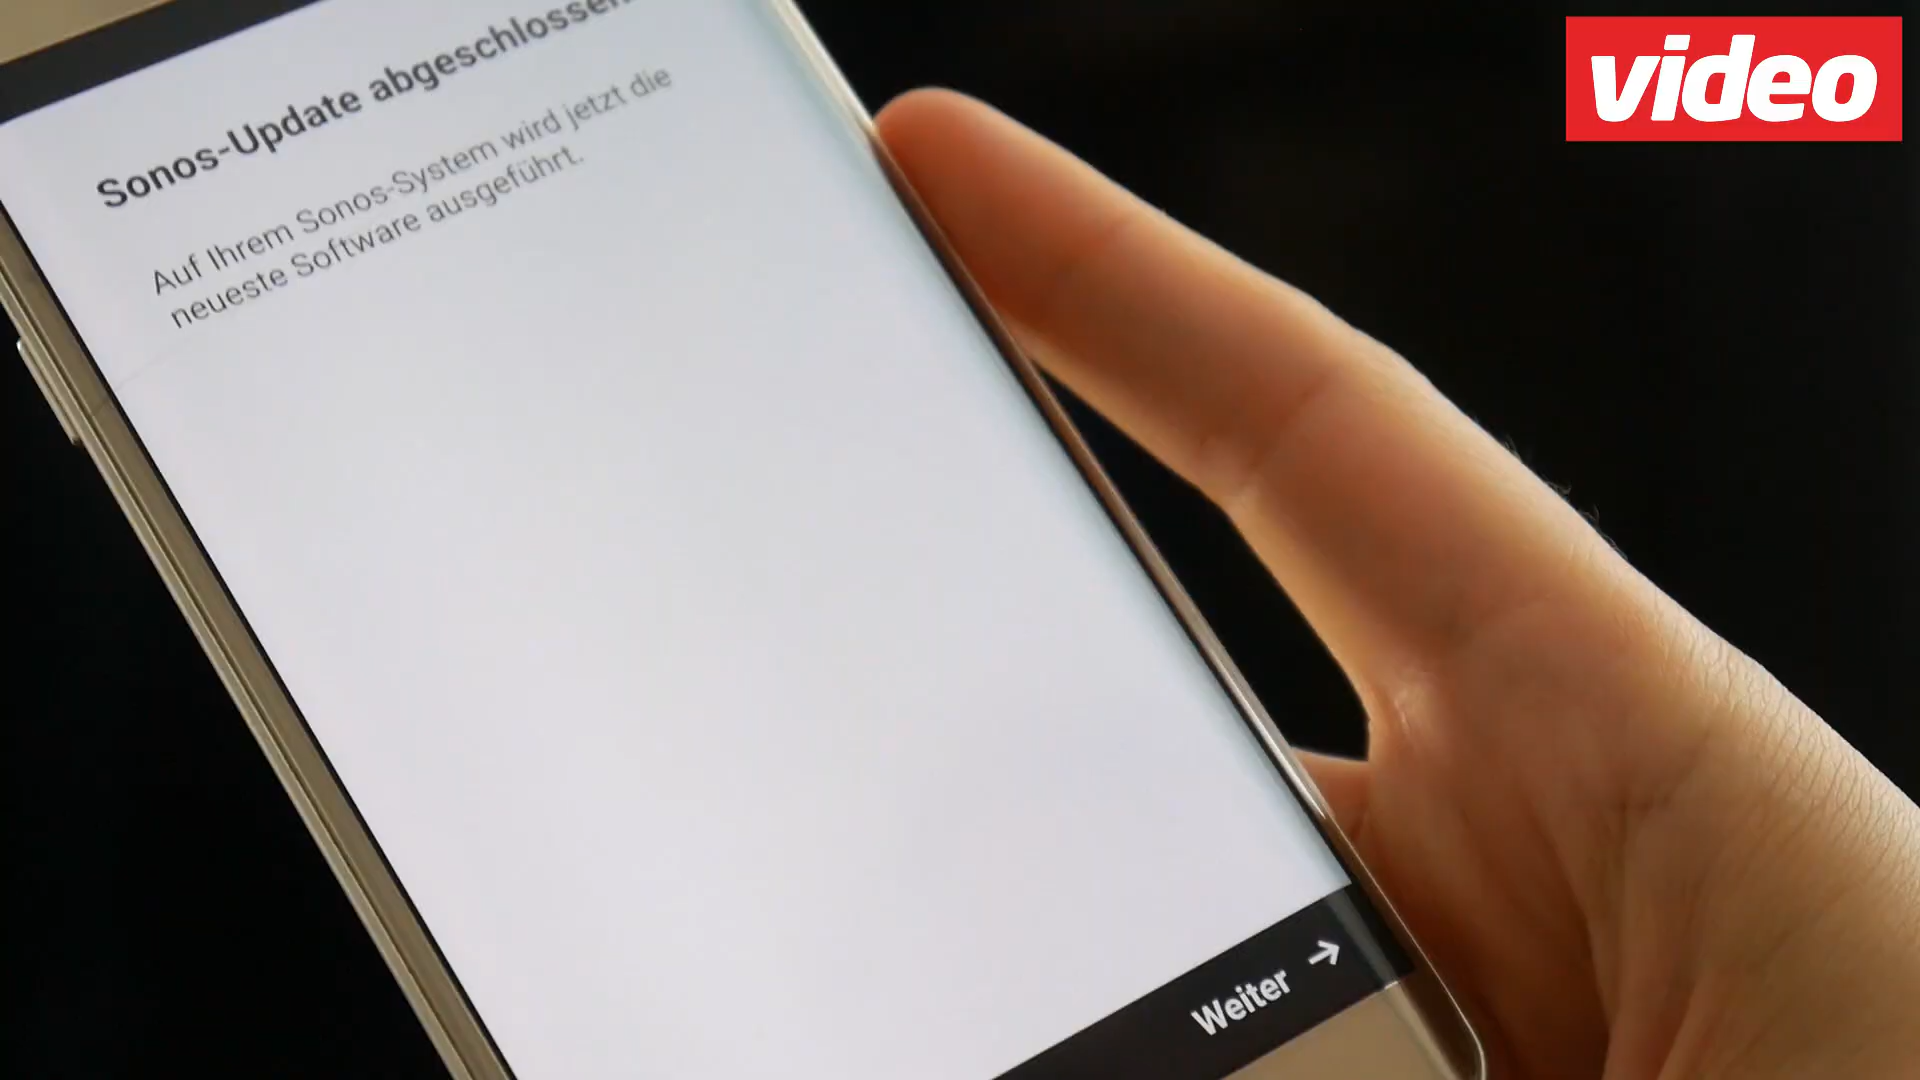 video
Sonos-Update abgeschlossen
Auf Ihrem Sonos-System wird jetzt die
neueste Software ausgeführt.
Weiter →